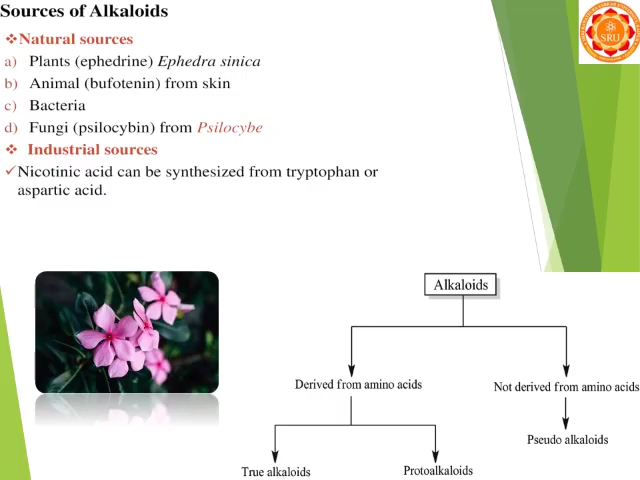 Sources of Alkaloids
❖Natural sources
a) Plants (ephedrine) Ephedra sinica
b) Animal (bufotenin) from skin
c) Bacteria
d) Fungi (psilocybin) from Psilocybe
❖ Industrial sources
✓Nicotinic acid can be synthesized from tryptophan or
aspartic acid.
SRU
Alkaloids
Derived from amino acids
Not derived from amino acids
Pseudo alkaloids
True alkaloids
Protoalkaloids